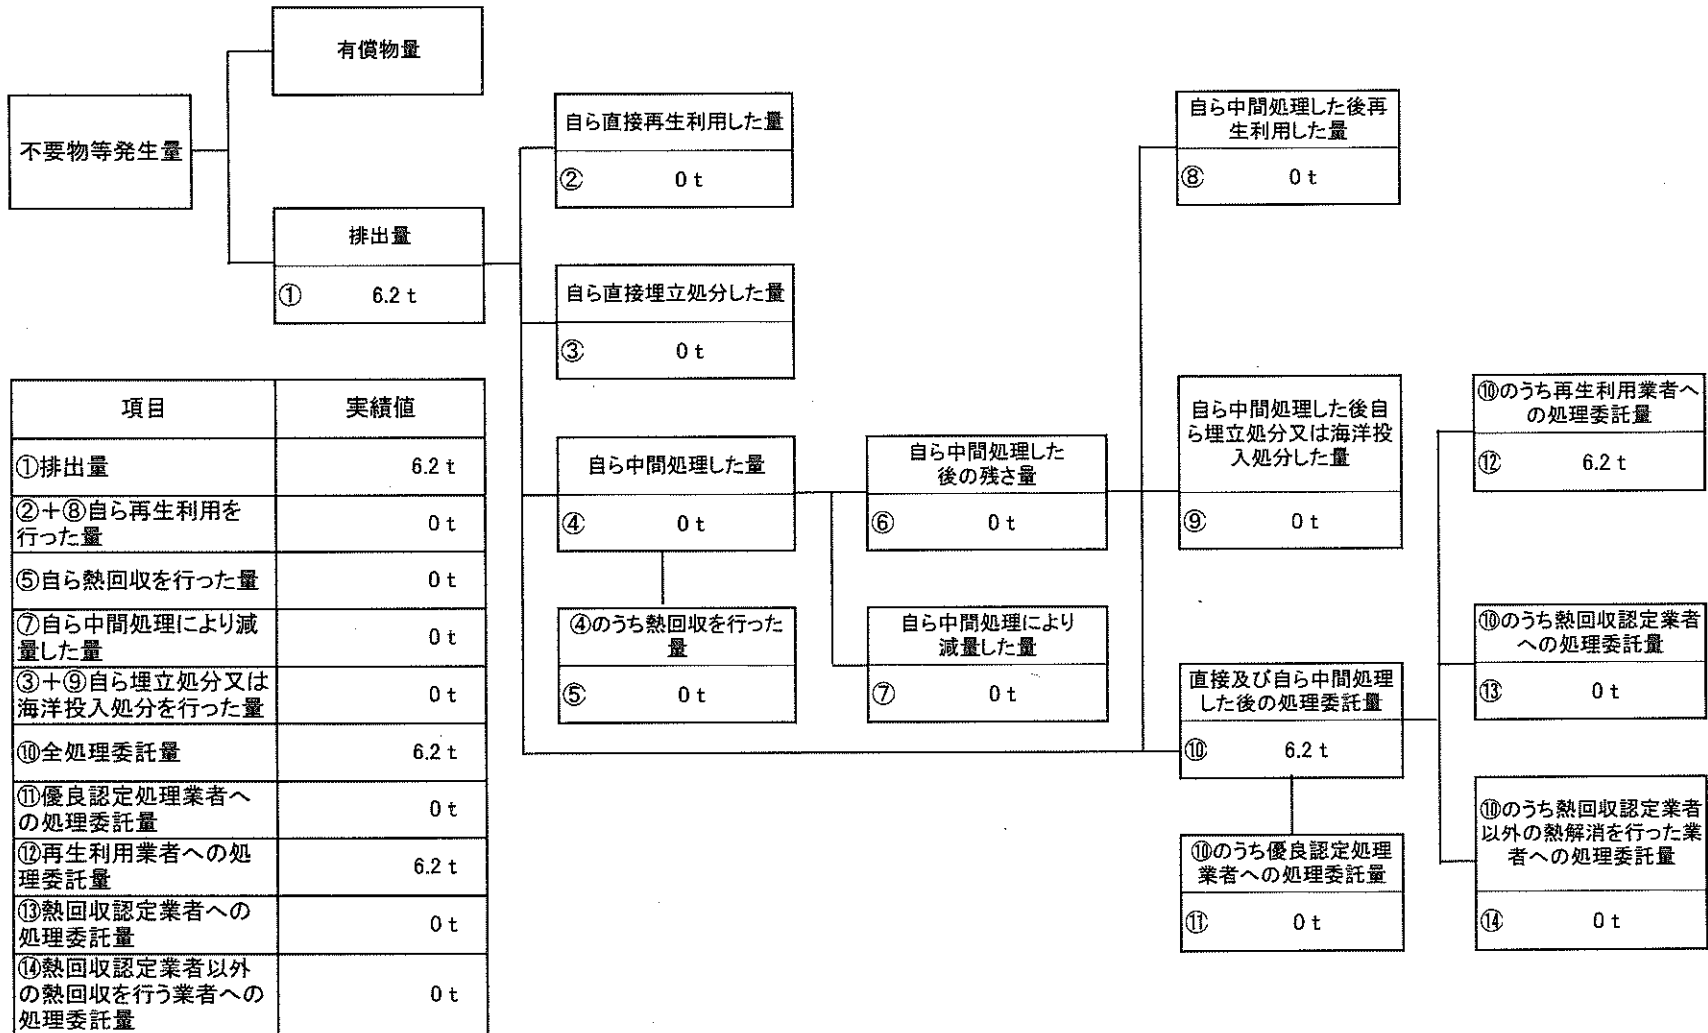 有償物量
不要物等発生量
排出量
① 6.2 t
自ら直接再生利用した量
② 0 t
自ら直接埋立処分した量
③ 0 t
自ら中間処理した量
④ 0 t
④のうち熱回収を行った
量
⑤ 0 t
自ら中間処理した
後の残さ量
⑥ 0 t
自ら中間処理により
減量した量
⑦ 0 t
自ら中間処理した後再
生利用した量
⑧ 0 t
自ら中間処理した後自
ら埋立処分又は海洋投
入処分した量
⑨ 0 t
直接及び自ら中間処理
した後の処理委託量
⑩ 6.2 t
⑩のうち優良認定処理
業者への処理委託量
⑪ 0 t
⑩のうち再生利用業者へ
の処理委託量
⑫ 6.2 t
⑩のうち熱回収認定業者
への処理委託量
⑬ 0 t
⑩のうち熱回収認定業者
以外の熱解消を行った業
者への処理委託量
⑭ 0 t
項目 実績値
①排出量 6.2 t
②+⑧自ら再生利用を
行った量 0 t
⑤自ら熱回収を行った量 0 t
⑦自ら中間処理により減
量した量 0 t
③+⑨自ら埋立処分又は
海洋投入処分を行った量 0 t
⑩全処理委託量 6.2 t
⑪優良認定処理業者へ
の処理委託量 0 t
⑫再生利用業者への処
理委託量 6.2 t
⑬熱回収認定業者への
処理委託量 0 t
⑭熱回収認定業者以外
の熱回収を行う業者への
処理委託量 0 t